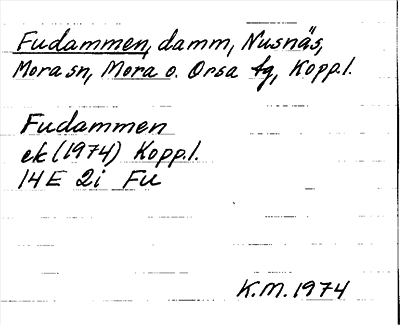 Fudammen, damm, Nusnäs,
Mora sn, Mora o. Orsa tg, Kopp.l.
Fudammen
ek (1974) Kopp.l.
14E 2i Fu
K.M. 1974